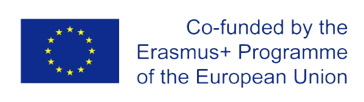 Co-funded by the
Erasmus+ Programme
of the European Union